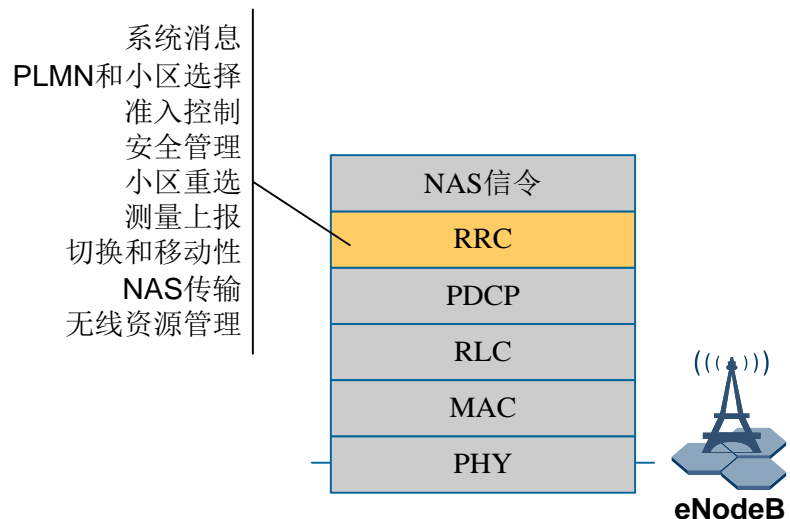 系统消息
PLMN和小区选择
准入控制
安全管理
小区重选
测量上报
切换和移动性
NAS传输
无线资源管理
NAS信令
RRC
PDCP
RLC
MAC
PHY
eNodeB